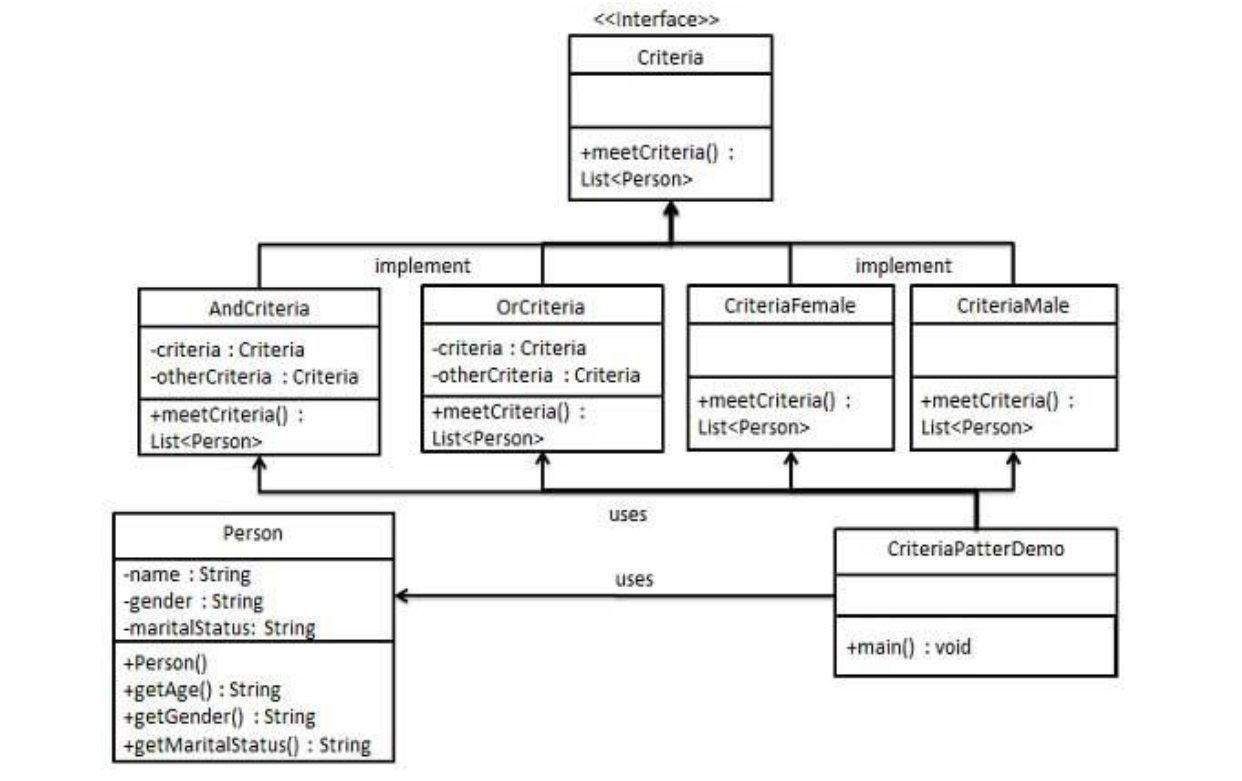 <<Interface>>
Criteria
+meetCriteria() :
List<Person>
implement
implement
AndCriteria
-criteria : Criteria
-otherCriteria : Criteria
+meetCriteria() :
List<Person>
OrCriteria
-criteria : Criteria
-otherCriteria : Criteria
+meetCriteria() :
List<Person>
CriteriaFemale
+meetCriteria() :
List<Person>
CriteriaMale
+meetCriteria() :
List<Person>
uses
Person
-name : String
-gender : String
-maritalStatus: String
+Person()
+getAge() : String
+getGender() : String
+getMaritalStatus() : String
uses
CriteriaPatterDemo
+main() : void